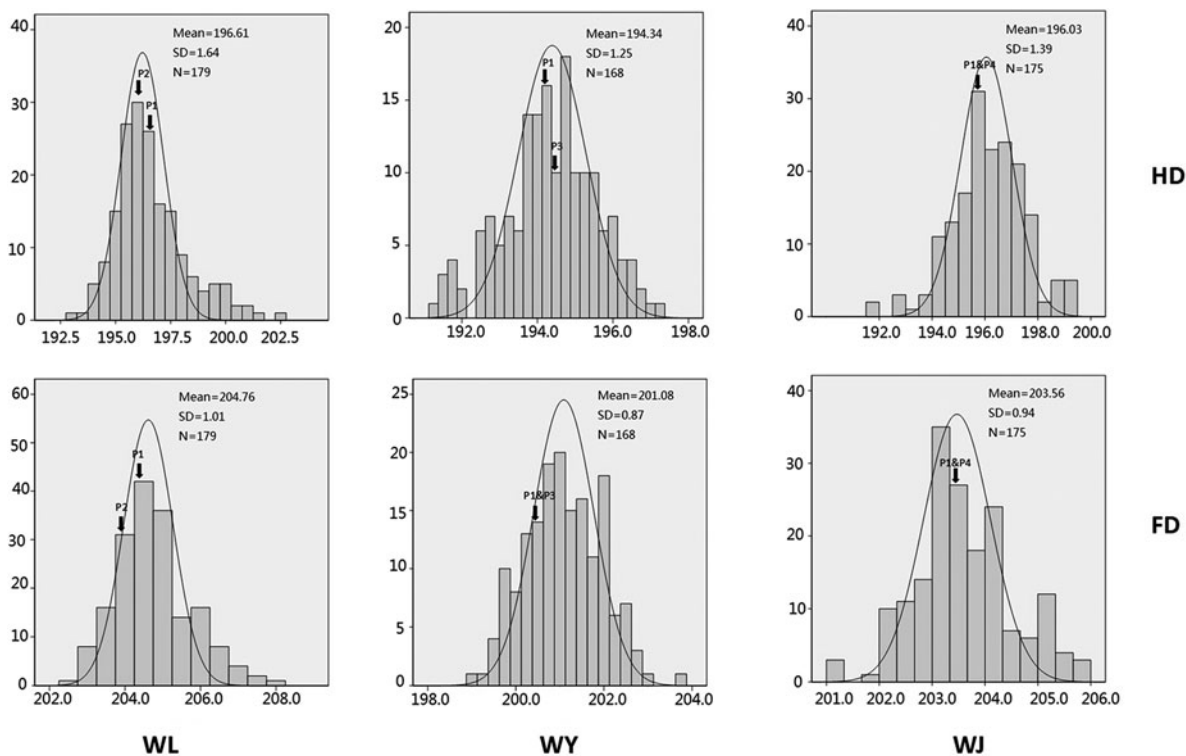 40
30
20
10
0
Mean=196.61
SD=1.64
N=179
P2
P1
192.5 195.0 197.5 200.0 202.5
20
15
10
5
0
Mean=194.34
SD=1.25
N=168
P1
P3
192.0 194.0 196.0 198.0
40
30
20
10
0
Mean=196.03
SD=1.39
N=175
P1&P4
192.0 194.0 196.0 198.0 200.0
HD
60
50
40
30
20
10
0
Mean=204.76
SD=1.01
N=179
P1
P2
202.0 204.0 206.0 208.0
25
20
15
10
5
0
Mean=201.08
SD=0.87
N=168
P1&P3
198.0 200.0 202.0 204.0
40
30
20
10
0
Mean=203.56
SD=0.94
N=175
P1&P4
201.0 202.0 203.0 204.0 205.0 206.0
FD
WL WY WJ